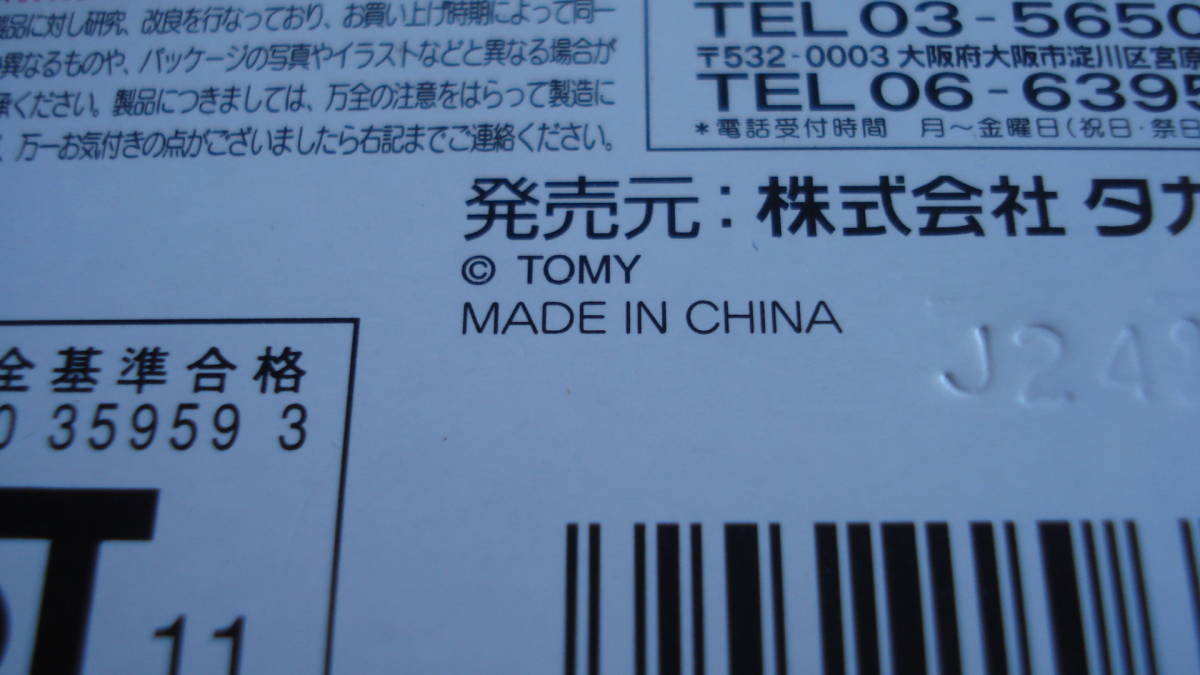 製品に対し研究、改良を行なっており、お買い上げ時期によって同一
異なるものや、パッケージの写真やイラストなどと異なる場合が
承ください。製品につきましては、万全の注意をはらって製造に
、万一お気付きの点がございましたら右記までご連絡ください。
TEL 03-5650
〒532-0003 大阪府大阪市淀川区宮原
TEL 06-6395
*電話受付時間 月～金曜日(祝日・祭日
発売元:株式会社 タカ
© TOMY
MADE IN CHINA
J2.4
全基準合格
0 35959 3
T
11